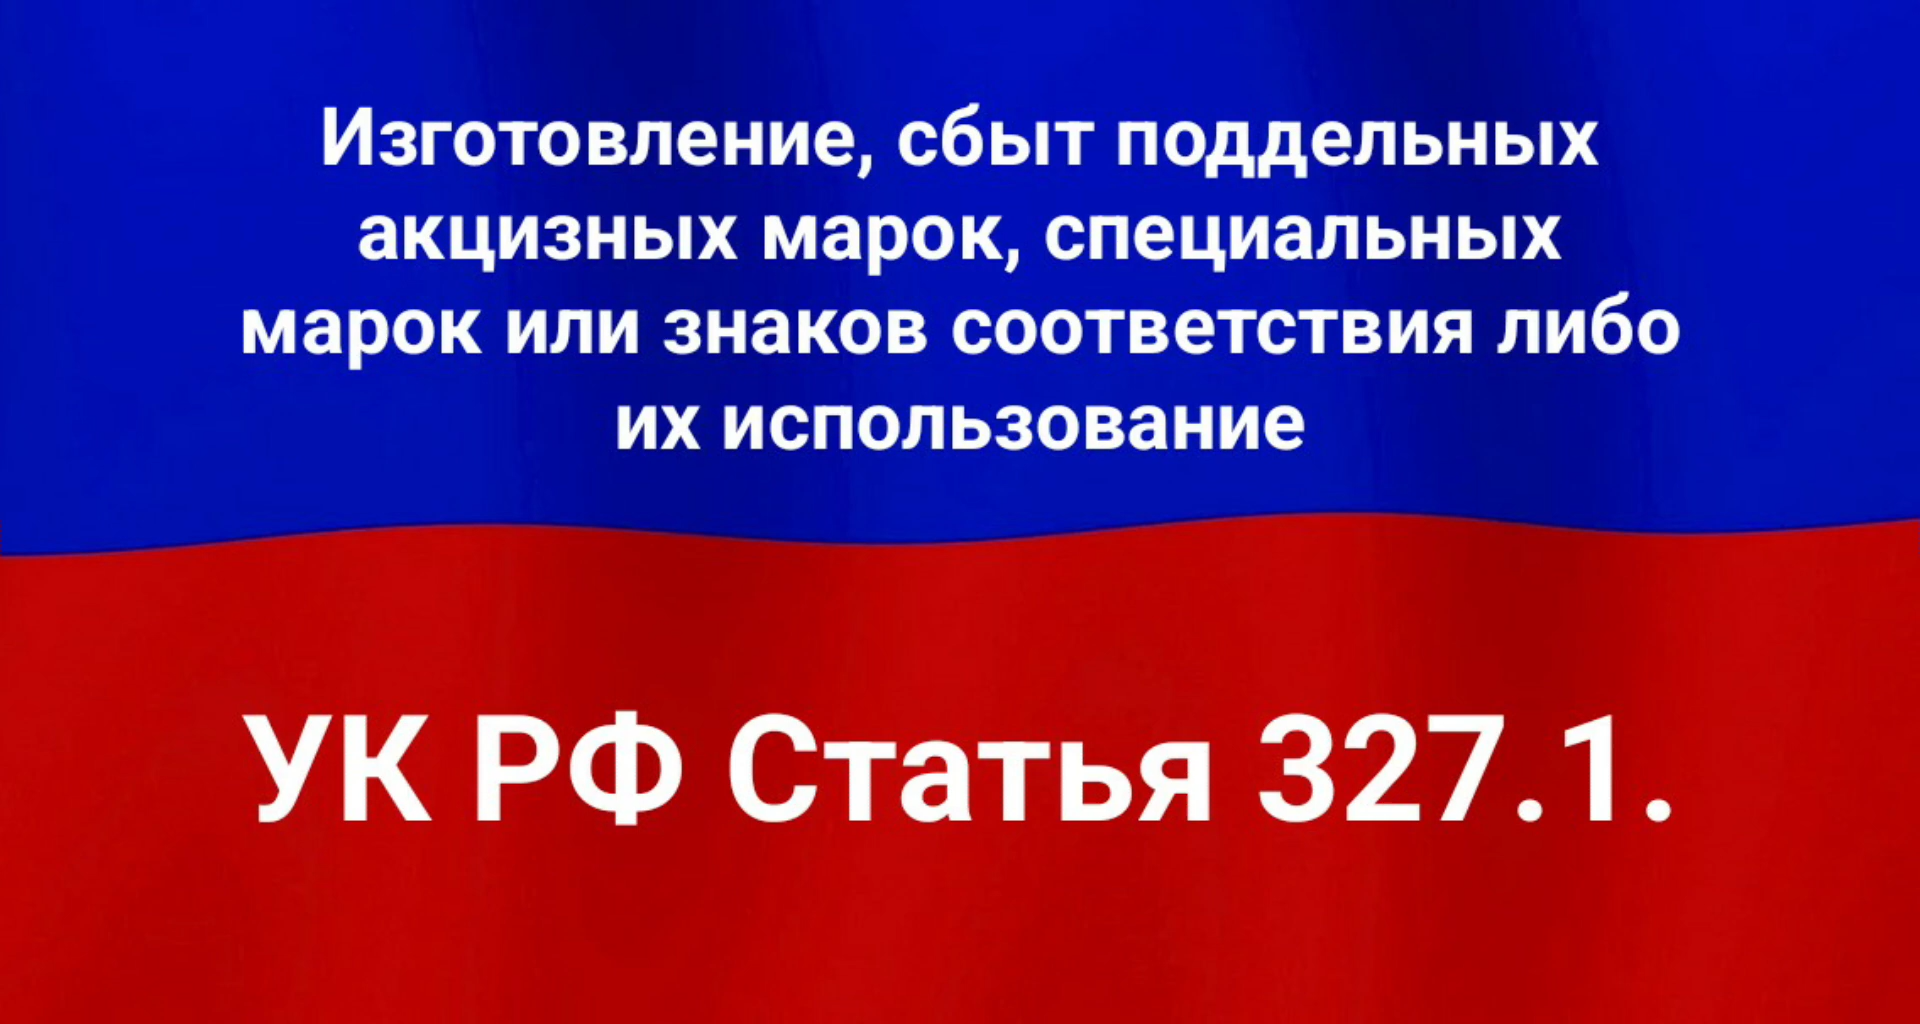 Изготовление, сбыт поддельных
акцизных марок, специальных
марок или знаков соответствия либо
их использование
УК РФ Статья 327.1.